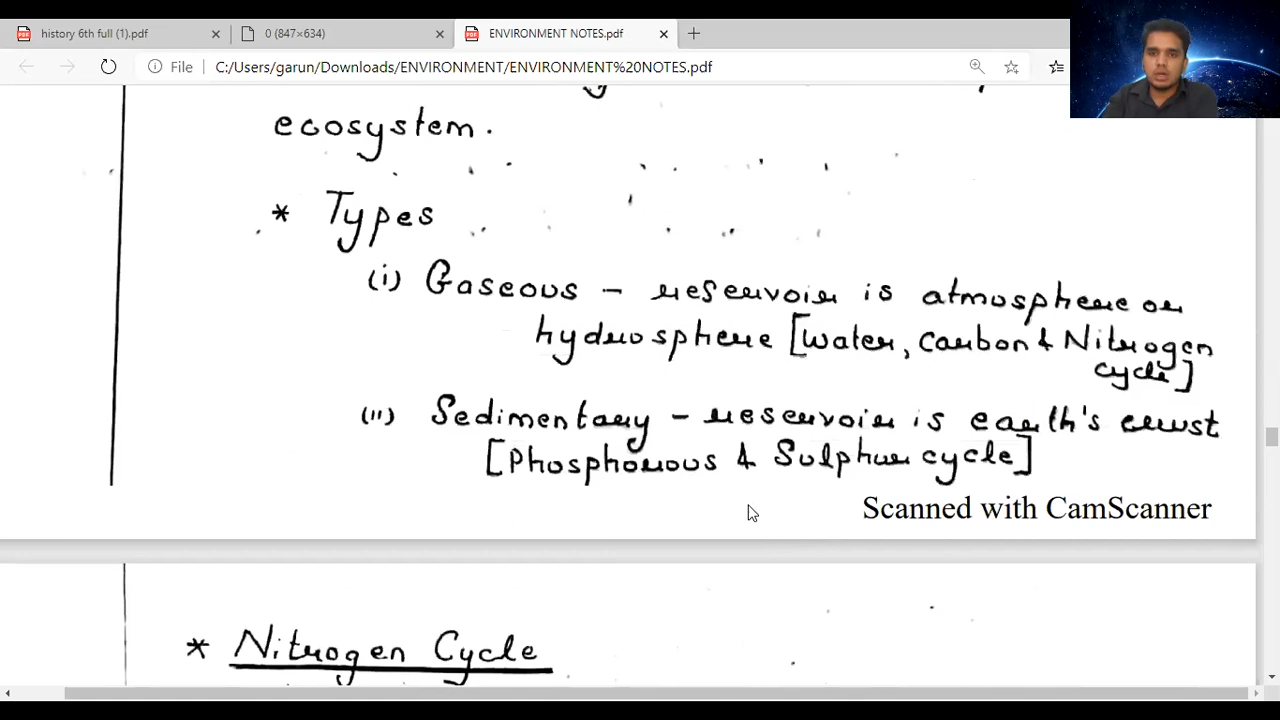 history 6th full (1).pdf
0 (847×634)
ENVIRONMENT NOTES.pdf
File
C:/Users/garun/Downloads/ENVIRONMENT/ENVIRONMENT%20NOTES.pdf
ecosystem.
* Types
(i) Gaseous - reservoir is atmosphere or
hydrosphere [Water, carbon & Nitrogen
cycle]
(ii) Sedimentary - reservoir is earth's crust
[Phosphorous & Sulphur cycle]
Scanned with CamScanner
* Nitrogen Cycle